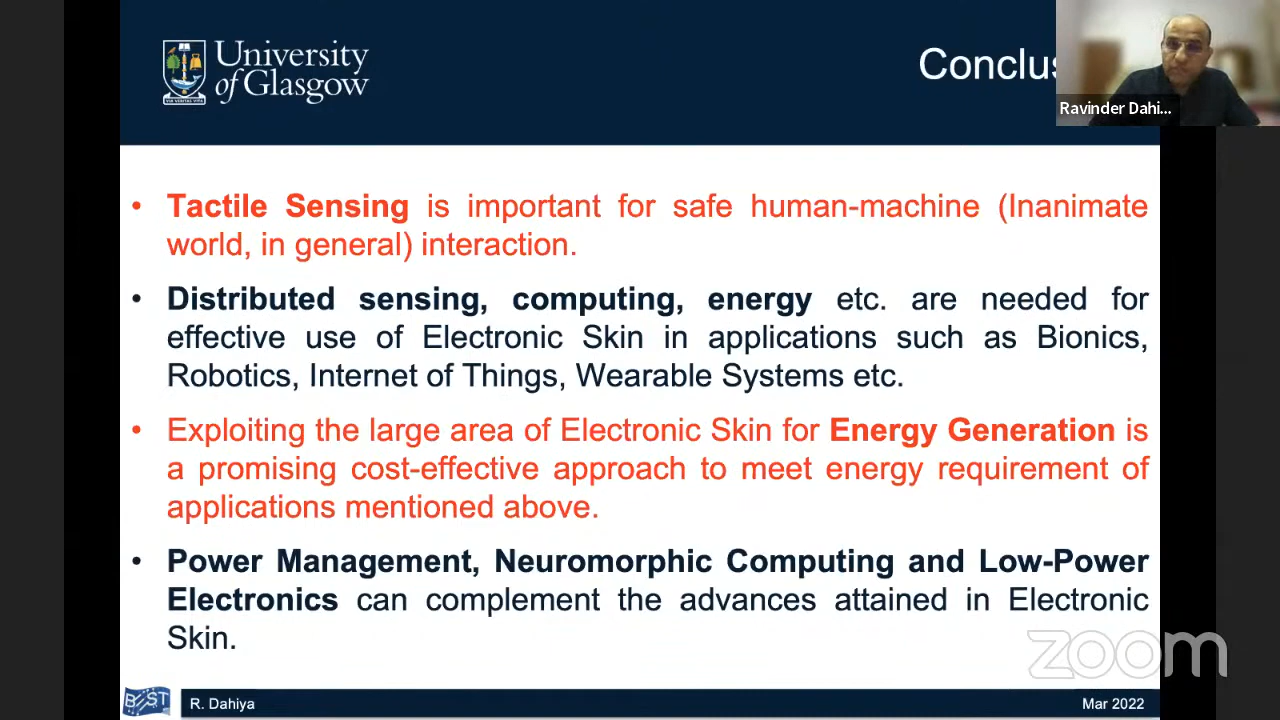 University
of Glasgow
Conclus
Ravinder Dahi...
• Tactile Sensing is important for safe human-machine (Inanimate
world, in general) interaction.
• Distributed sensing, computing, energy etc. are needed for
effective use of Electronic Skin in applications such as Bionics,
Robotics, Internet of Things, Wearable Systems etc.
• Exploiting the large area of Electronic Skin for Energy Generation is
a promising cost-effective approach to meet energy requirement of
applications mentioned above.
• Power Management, Neuromorphic Computing and Low-Power
Electronics can complement the advances attained in Electronic
Skin.
zoom
R. Dahiya
Mar 2022